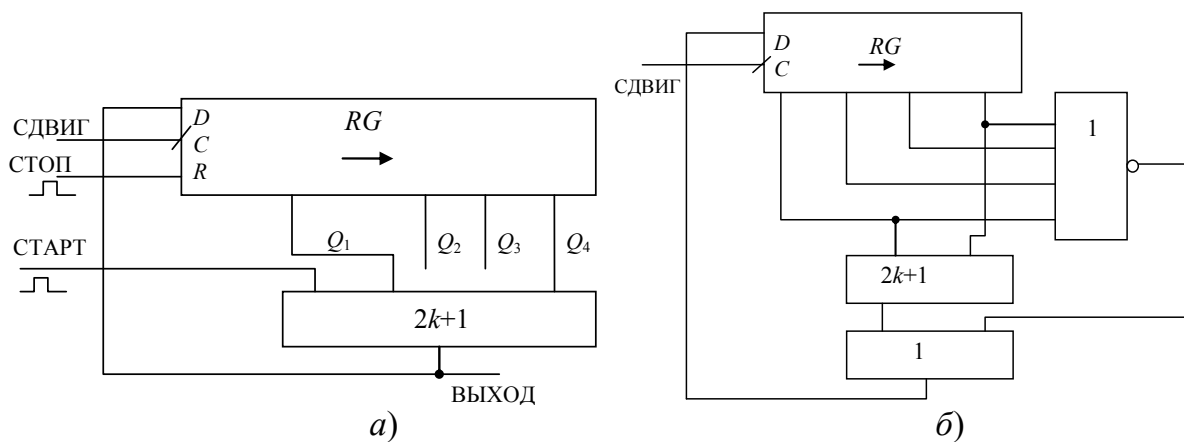 D
C
R
RG
СДВИГ
СТОП
СТАРТ
Q1
Q2
Q3
Q4
2k+1
ВЫХОД
а)
D
C
RG
СДВИГ
1
2k+1
1
б)